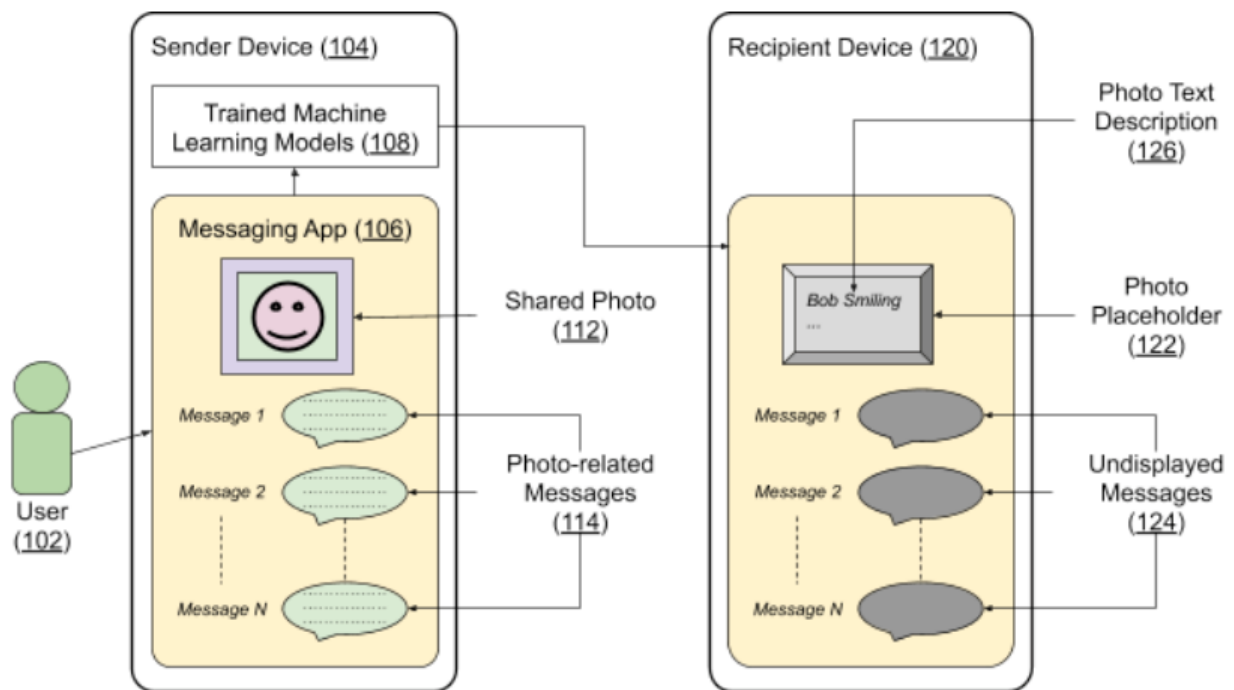 Sender Device (104)
Trained Machine
Learning Models (108)
Messaging App (106)
Shared Photo
(112)
Message 1
Message 2
Message N
Photo-related
Messages
(114)
User
(102)
Recipient Device (120)
Photo Text
Description
(126)
Bob Smiling
...
Photo
Placeholder
(122)
Message 1
Message 2
Message N
Undisplayed
Messages
(124)